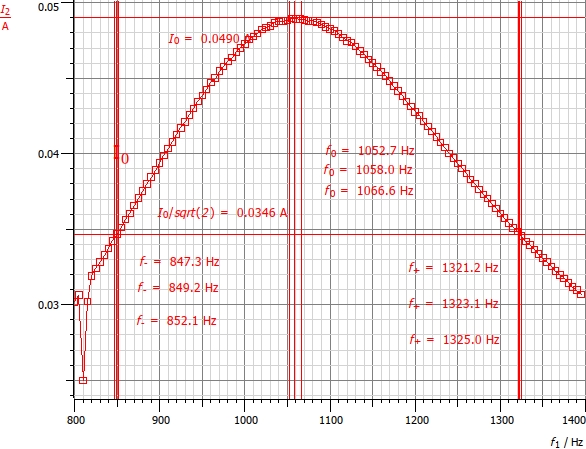 I₂
A
0.05
I₀ = 0.0490 A
0.04
0
f₀ = 1052.7 Hz
f₀ = 1058.0 Hz
f₀ = 1066.6 Hz
I₀/sqrt(2) = 0.0346 A
f- = 847.3 Hz
f- = 849.2 Hz
f- = 852.1 Hz
f+ = 1321.2 Hz
f+ = 1323.1 Hz
f+ = 1325.0 Hz
0.03
800 900 1000 1100 1200 1300 1400
f₁ / Hz